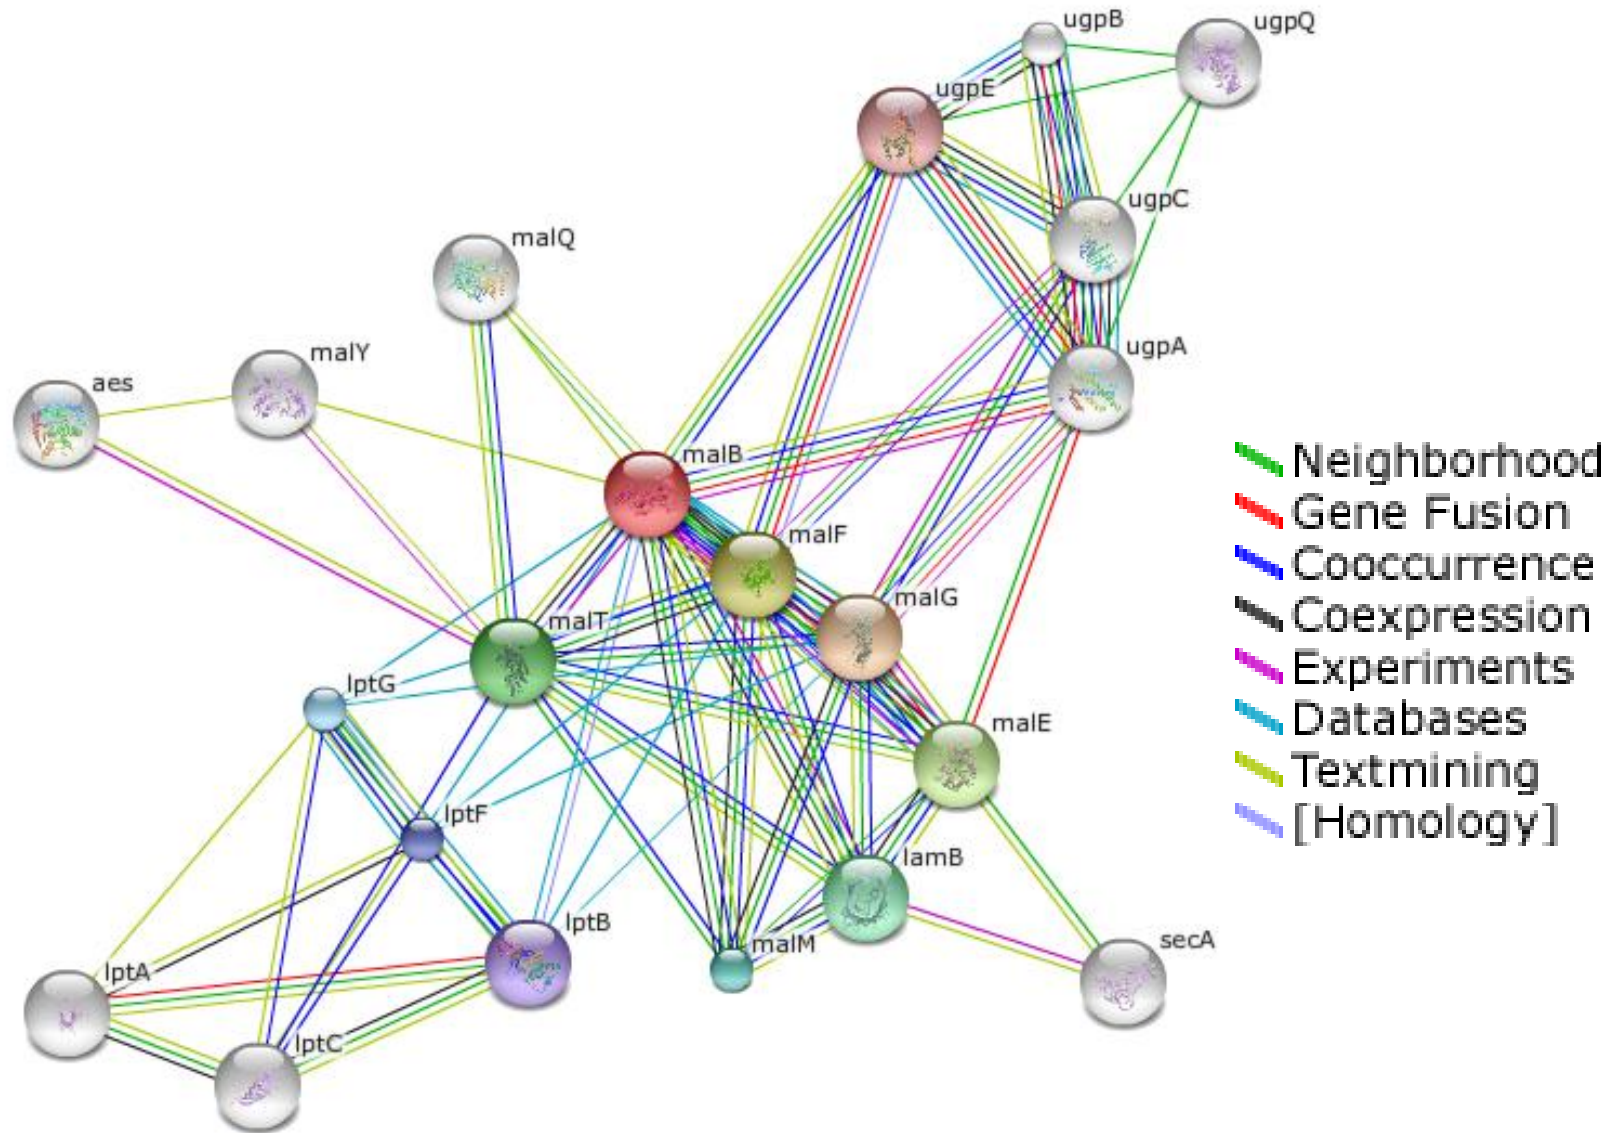 ugpB
ugpQ
ugpE
ugpC
malQ
ugpA
malY
aes
malB
malF
malG
malT
lptG
malE
lptF
lamB
lptB
malM
secA
lptA
lptC
Neighborhood
Gene Fusion
Cooccurrence
Coexpression
Experiments
Databases
Textmining
[Homology]